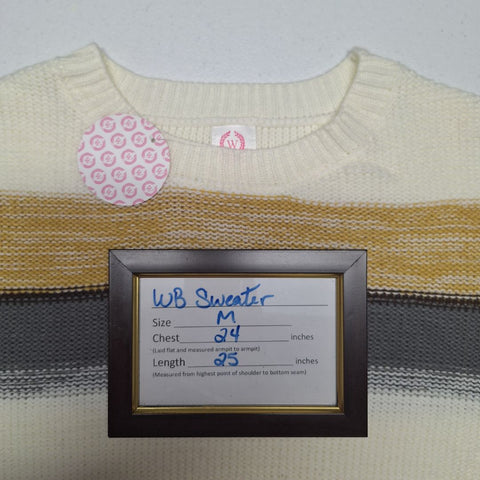 W
WB Sweater
Size M
Chest 24 inches
(Laid flat and measured armpit to armpit)
Length 25 inches
(Measured from highest point of shoulder to bottom seam)